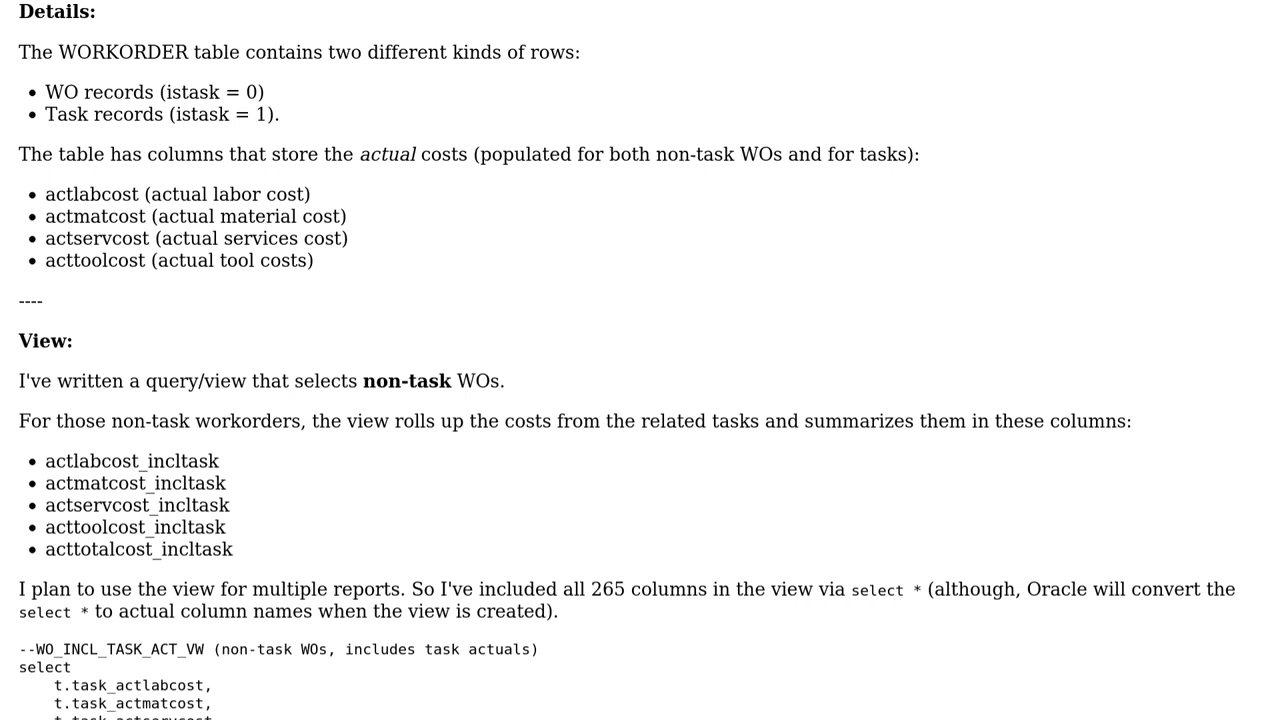 Details:
The WORKORDER table contains two different kinds of rows:
• WO records (istask = 0)
• Task records (istask = 1).
The table has columns that store the actual costs (populated for both non-task WOs and for tasks):
• actlabcost (actual labor cost)
• actmatcost (actual material cost)
• actservcost (actual services cost)
• acttoolcost (actual tool costs)
----
View:
I've written a query/view that selects non-task WOs.
For those non-task workorders, the view rolls up the costs from the related tasks and summarizes them in these columns:
• actlabcost_incltask
• actmatcost_incltask
• actservcost_incltask
• acttoolcost_incltask
• acttotalcost_incltask
I plan to use the view for multiple reports. So I've included all 265 columns in the view via select * (although, Oracle will convert the
select * to actual column names when the view is created).
--WO_INCL_TASK_ACT_VW (non-task WOs, includes task actuals)
select
    t.task_actlabcost,
    t.task_actmatcost,
    t.task_actservcost